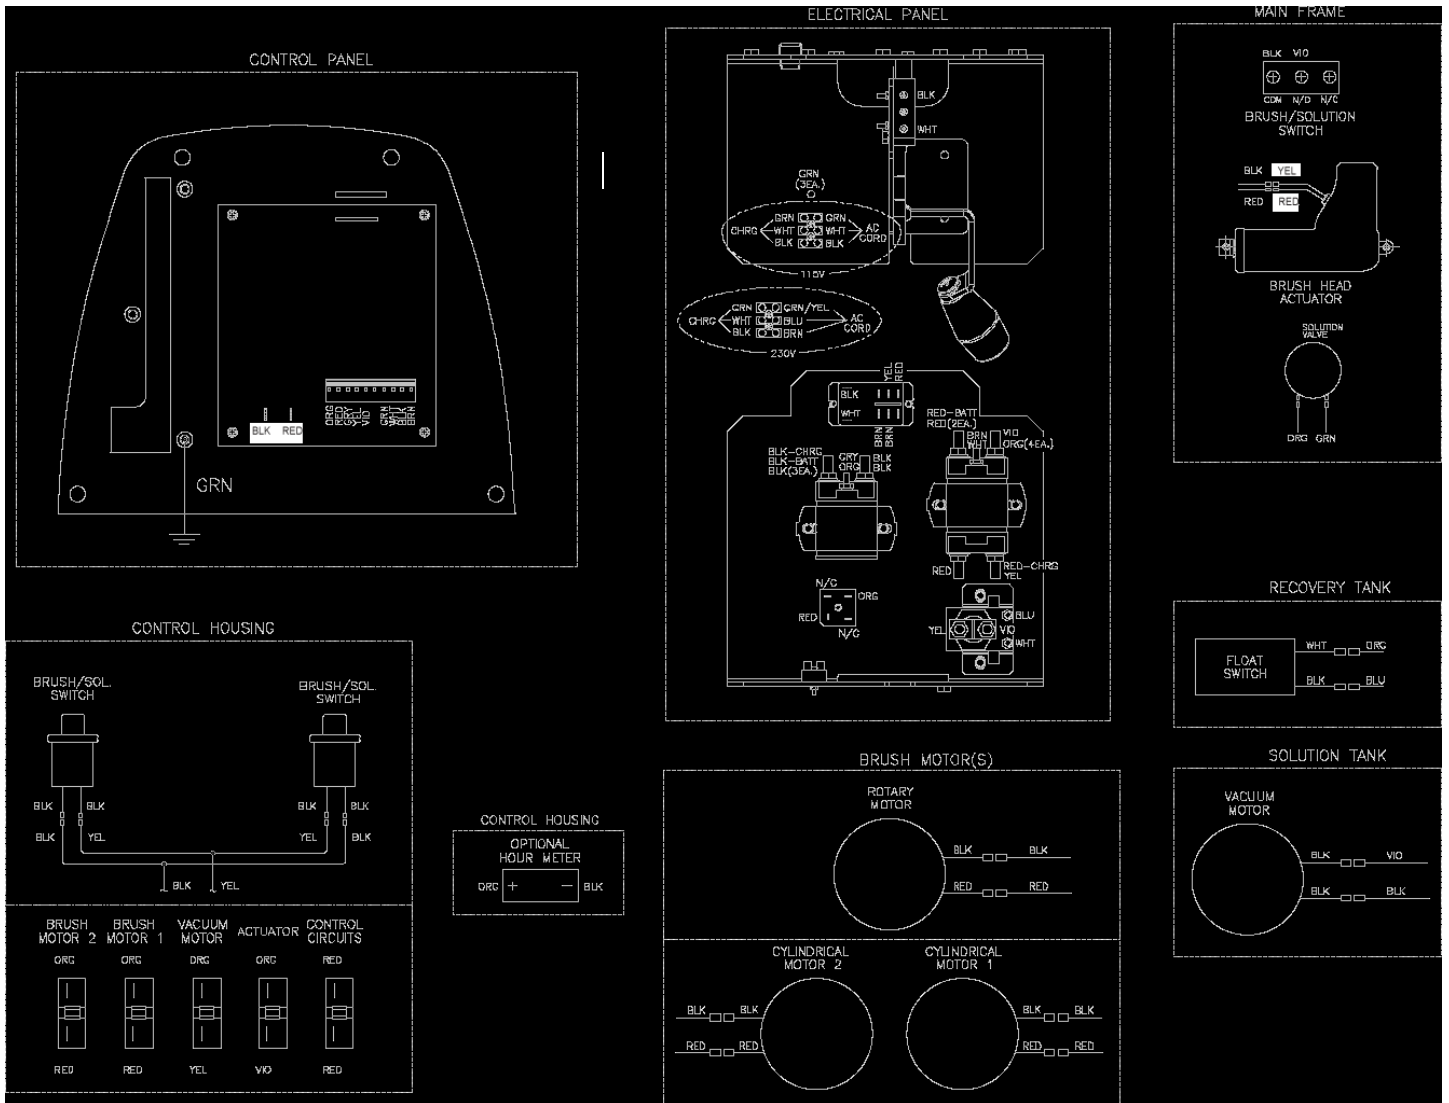 CONTROL PANEL
BLK RED
ORG
RED
GRY
YEL
VIO
GRN
WHT
BLK
BRN
GRN
ELECTRICAL PANEL
BLK
WHT
GRN
(3EA.)
GRN GRN
CHRG WHT WHT AC
CORD
BLK BLK
115V
GRN GRN/YEL
CHRG WHT BLU AC
CORD
BLK BRN
230V
YEL
RED
BLK
WHT
BRN
BRN
RED-BATT
RED(2EA.)
BRN
WHT
VIO
ORG(4EA.)
BLK-CHRG
BLK-BATT
BLK(3EA.)
GRY
ORG
BLK
BLK
RED
RED-CHRG
YEL
N/C
ORG
RED
N/C
BLU
YEL VIO
WHT
MAIN FRAME
BLK VIO
COM N/O N/C
BRUSH/SOLUTION
SWITCH
BLK YEL
RED RED
BRUSH HEAD
ACTUATOR
SOLUTION
VALVE
ORG GRN
RECOVERY TANK
FLOAT
SWITCH
WHT ORG
BLK BLU
SOLUTION TANK
VACUUM
MOTOR
BLK VIO
BLK BLK
CONTROL HOUSING
BRUSH/SOL.
SWITCH
BRUSH/SOL.
SWITCH
BLK BLK YEL BLK
BLK YEL YEL BLK
BLK YEL
BRUSH
MOTOR 2
BRUSH
MOTOR 1
VACUUM
MOTOR
ACTUATOR
CONTROL
CIRCUITS
ORG ORG ORG ORG RED
RED RED YEL VIO RED
CONTROL HOUSING
OPTIONAL
HOUR METER
ORG + − BLK
BRUSH MOTOR(S)
ROTARY
MOTOR
BLK BLK
RED RED
CYLINDRICAL
MOTOR 2
CYLINDRICAL
MOTOR 1
BLK BLK BLK BLK
RED RED RED RED